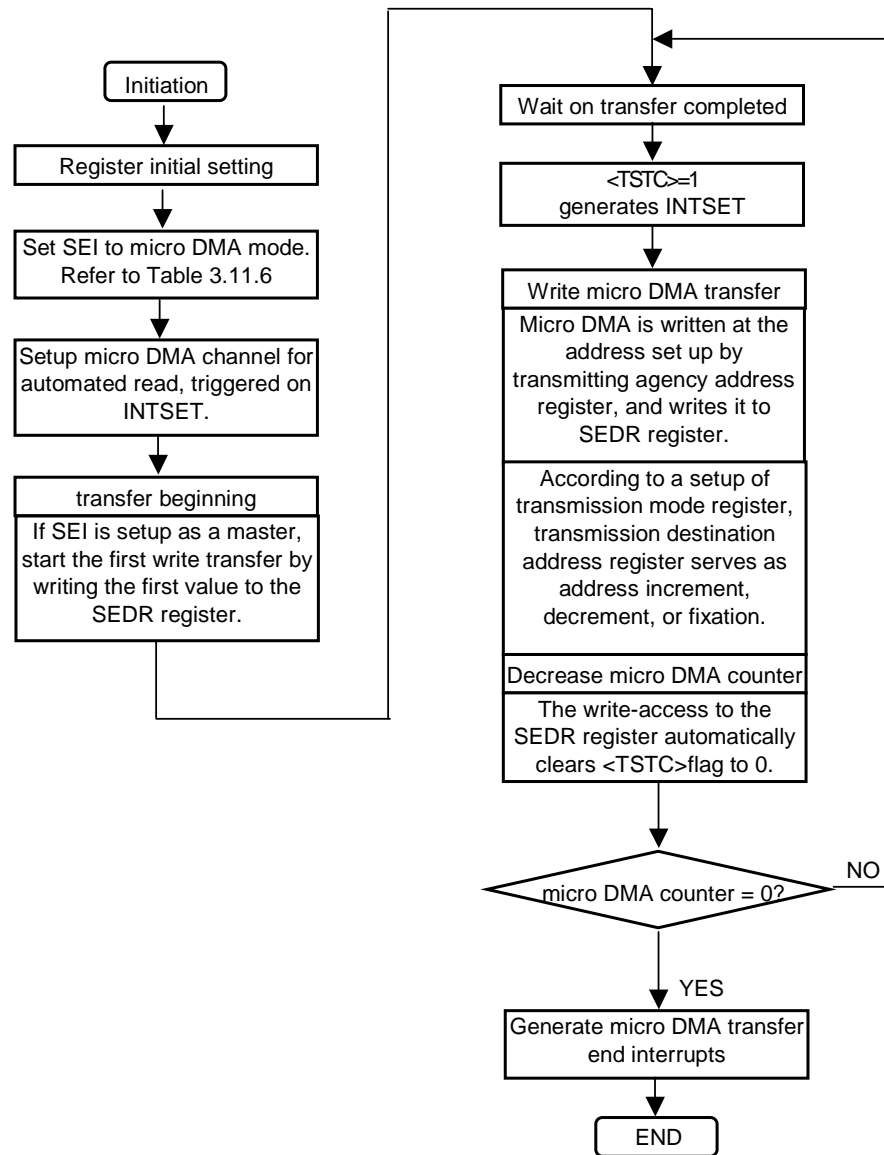 Initiation
Register initial setting
Set SEI to micro DMA mode.
Refer to Table 3.11.6
Setup micro DMA channel for
automated read, triggered on
INTSET.
transfer beginning
If SEI is setup as a master,
start the first write transfer by
writing the first value to the
SEDR register.
Wait on transfer completed
<TSTC>=1
generates INTSET
Write micro DMA transfer
Micro DMA is written at the
address set up by
transmitting agency address
register, and writes it to
SEDR register.
According to a setup of
transmission mode register,
transmission destination
address register serves as
address increment,
decrement, or fixation.
Decrease micro DMA counter
The write-access to the
SEDR register automatically
clears <TSTC>flag to 0.
micro DMA counter = 0?
NO
YES
Generate micro DMA transfer
end interrupts
END